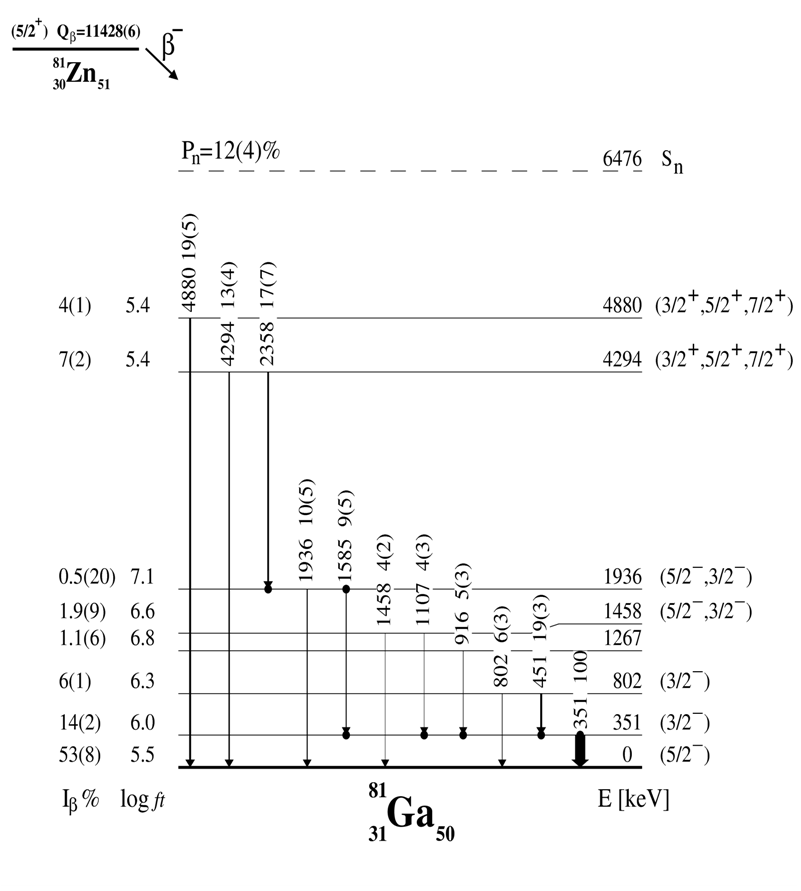 (5/2⁺) Qβ=11428(6)
β⁻
⁸¹₃₀Zn₅₁
Pₙ=12(4)%
6476 Sₙ
4880 19(5)
4294 13(4)
2358 17(7)
4(1) 5.4 4880 (3/2⁺,5/2⁺,7/2⁺)
7(2) 5.4 4294 (3/2⁺,5/2⁺,7/2⁺)
1936 10(5)
1585 9(5)
1458 4(2)
1107 4(3)
916 5(3)
802 6(3)
451 19(3)
351 100
0.5(20) 7.1 1936 (5/2⁻,3/2⁻)
1.9(9) 6.6 1458 (5/2⁻,3/2⁻)
1.1(6) 6.8 1267
6(1) 6.3 802 (3/2⁻)
14(2) 6.0 351 (3/2⁻)
53(8) 5.5 0 (5/2⁻)
Iβ% log ft E [keV]
⁸¹₃₁Ga₅₀